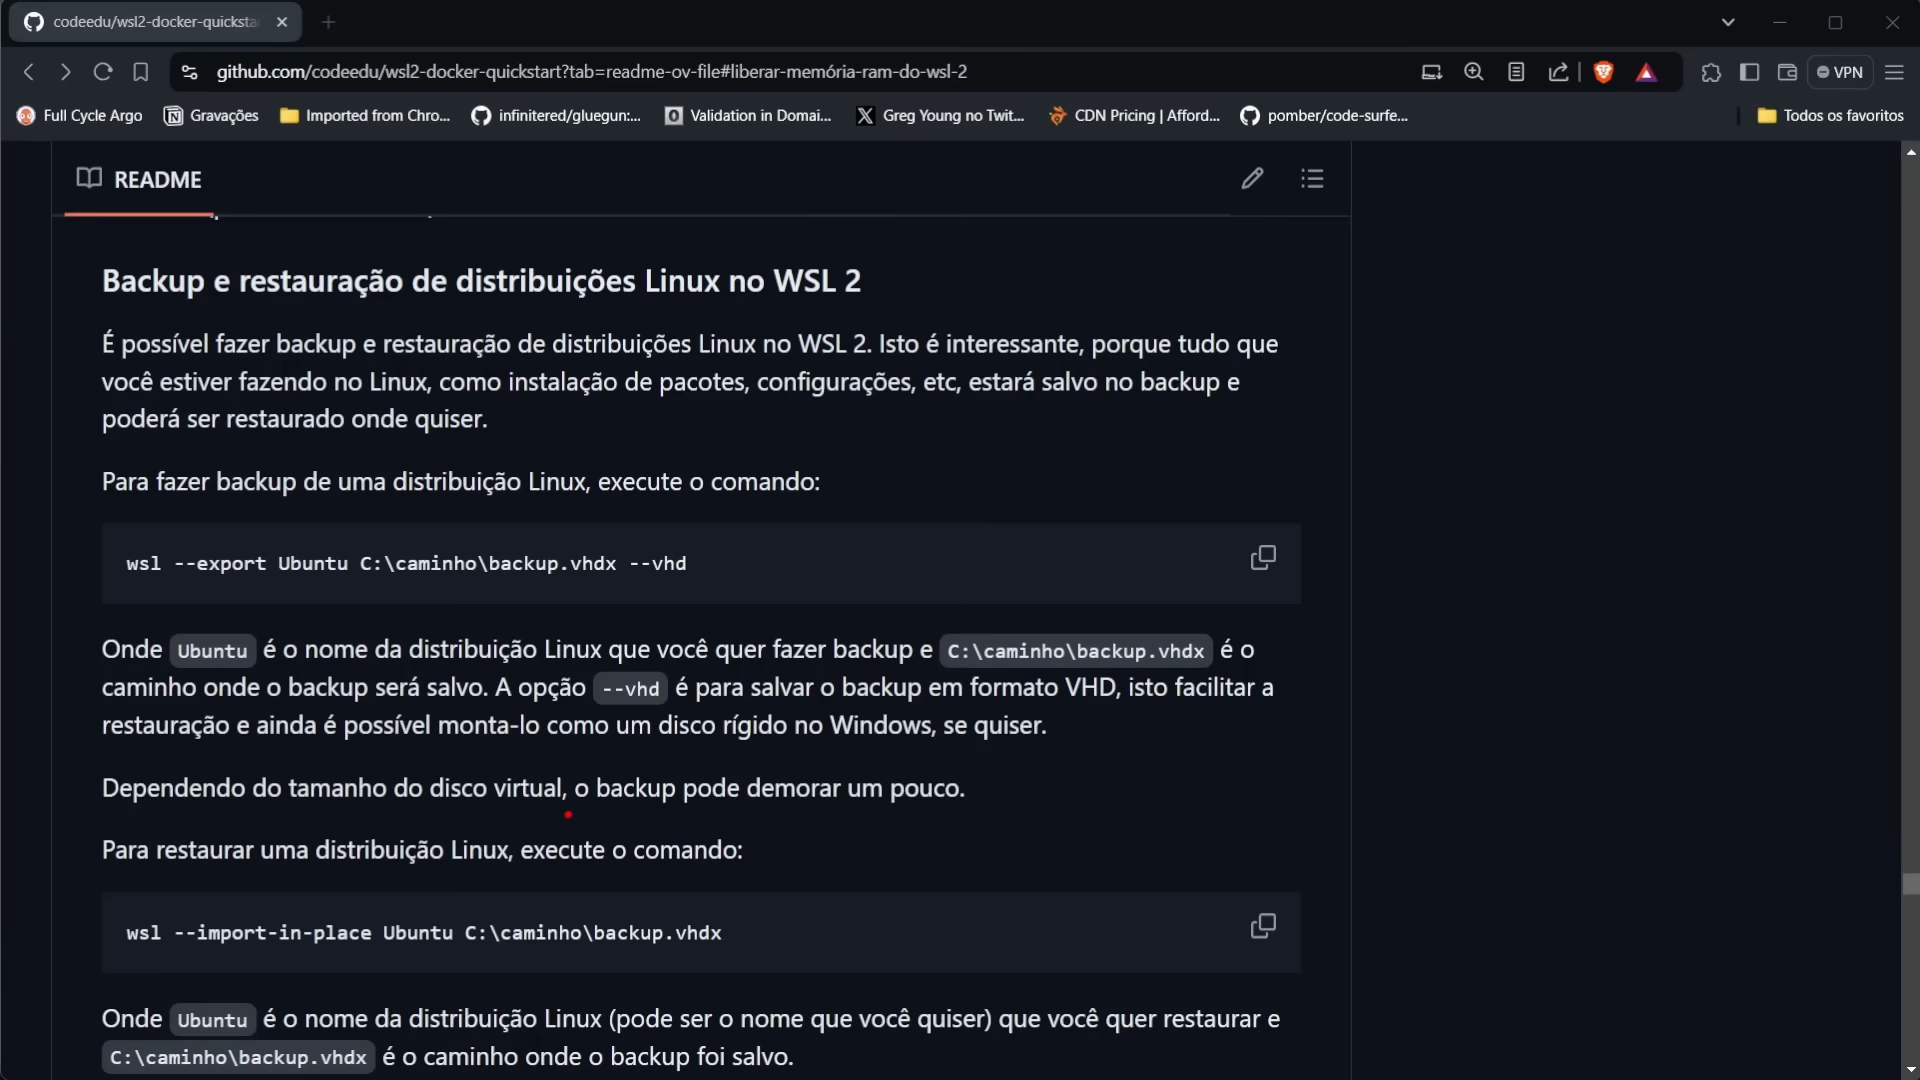 codeedu/wsl2-docker-quicksta
github.com/codeedu/wsl2-docker-quickstart?tab=readme-ov-file#liberar-memória-ram-do-wsl-2
VPN
Full Cycle Argo
Gravações
Imported from Chro...
infinitered/gluegun:...
Validation in Domai...
Greg Young no Twit...
CDN Pricing | Afford...
pomber/code-surfe...
Todos os favoritos
README
Backup e restauração de distribuições Linux no WSL 2
É possível fazer backup e restauração de distribuições Linux no WSL 2. Isto é interessante, porque tudo que
você estiver fazendo no Linux, como instalação de pacotes, configurações, etc, estará salvo no backup e
poderá ser restaurado onde quiser.
Para fazer backup de uma distribuição Linux, execute o comando:
wsl --export Ubuntu C:\caminho\backup.vhdx --vhd
Onde Ubuntu é o nome da distribuição Linux que você quer fazer backup e C:\caminho\backup.vhdx é o
caminho onde o backup será salvo. A opção --vhd é para salvar o backup em formato VHD, isto facilitar a
restauração e ainda é possível monta-lo como um disco rígido no Windows, se quiser.
Dependendo do tamanho do disco virtual, o backup pode demorar um pouco.
Para restaurar uma distribuição Linux, execute o comando:
wsl --import-in-place Ubuntu C:\caminho\backup.vhdx
Onde Ubuntu é o nome da distribuição Linux (pode ser o nome que você quiser) que você quer restaurar e
C:\caminho\backup.vhdx é o caminho onde o backup foi salvo.